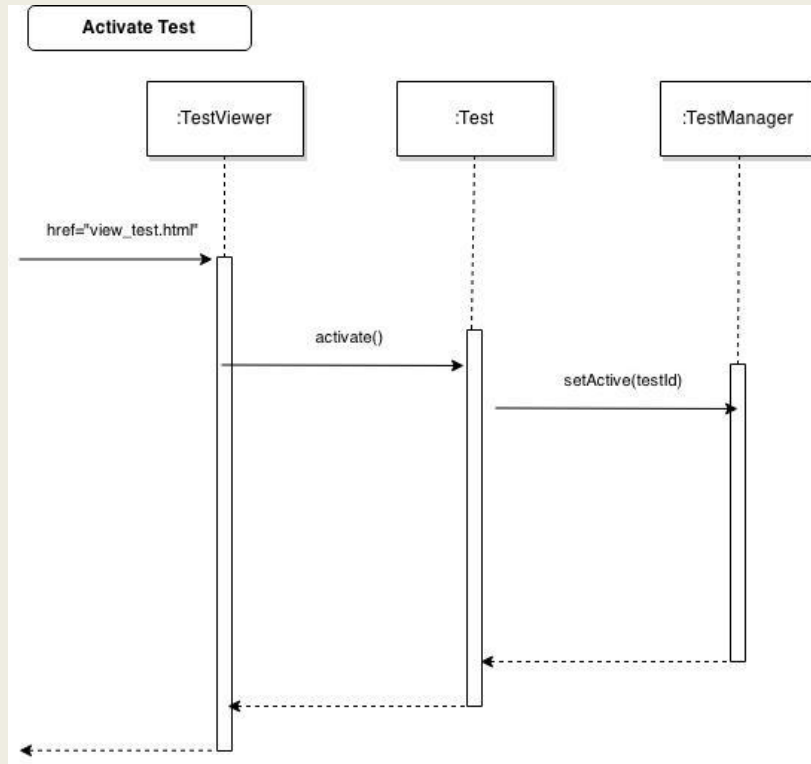 Activate Test
:TestViewer
:Test
:TestManager
href="view_test.html"
activate()
setActive(testId)